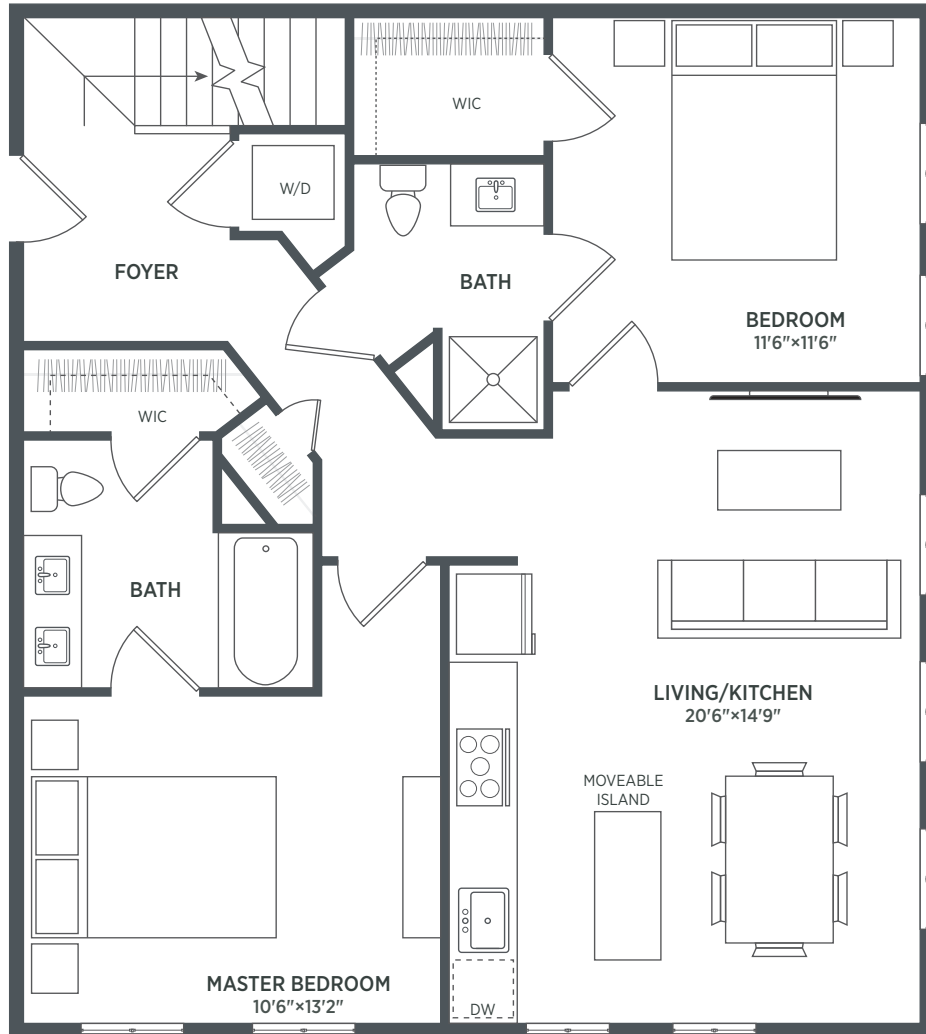 WIC
W/D
FOYER
BATH
BEDROOM
11'6"×11'6"
WIC
BATH
LIVING/KITCHEN
20'6"×14'9"
MOVEABLE
ISLAND
MASTER BEDROOM
10'6"×13'2"
DW